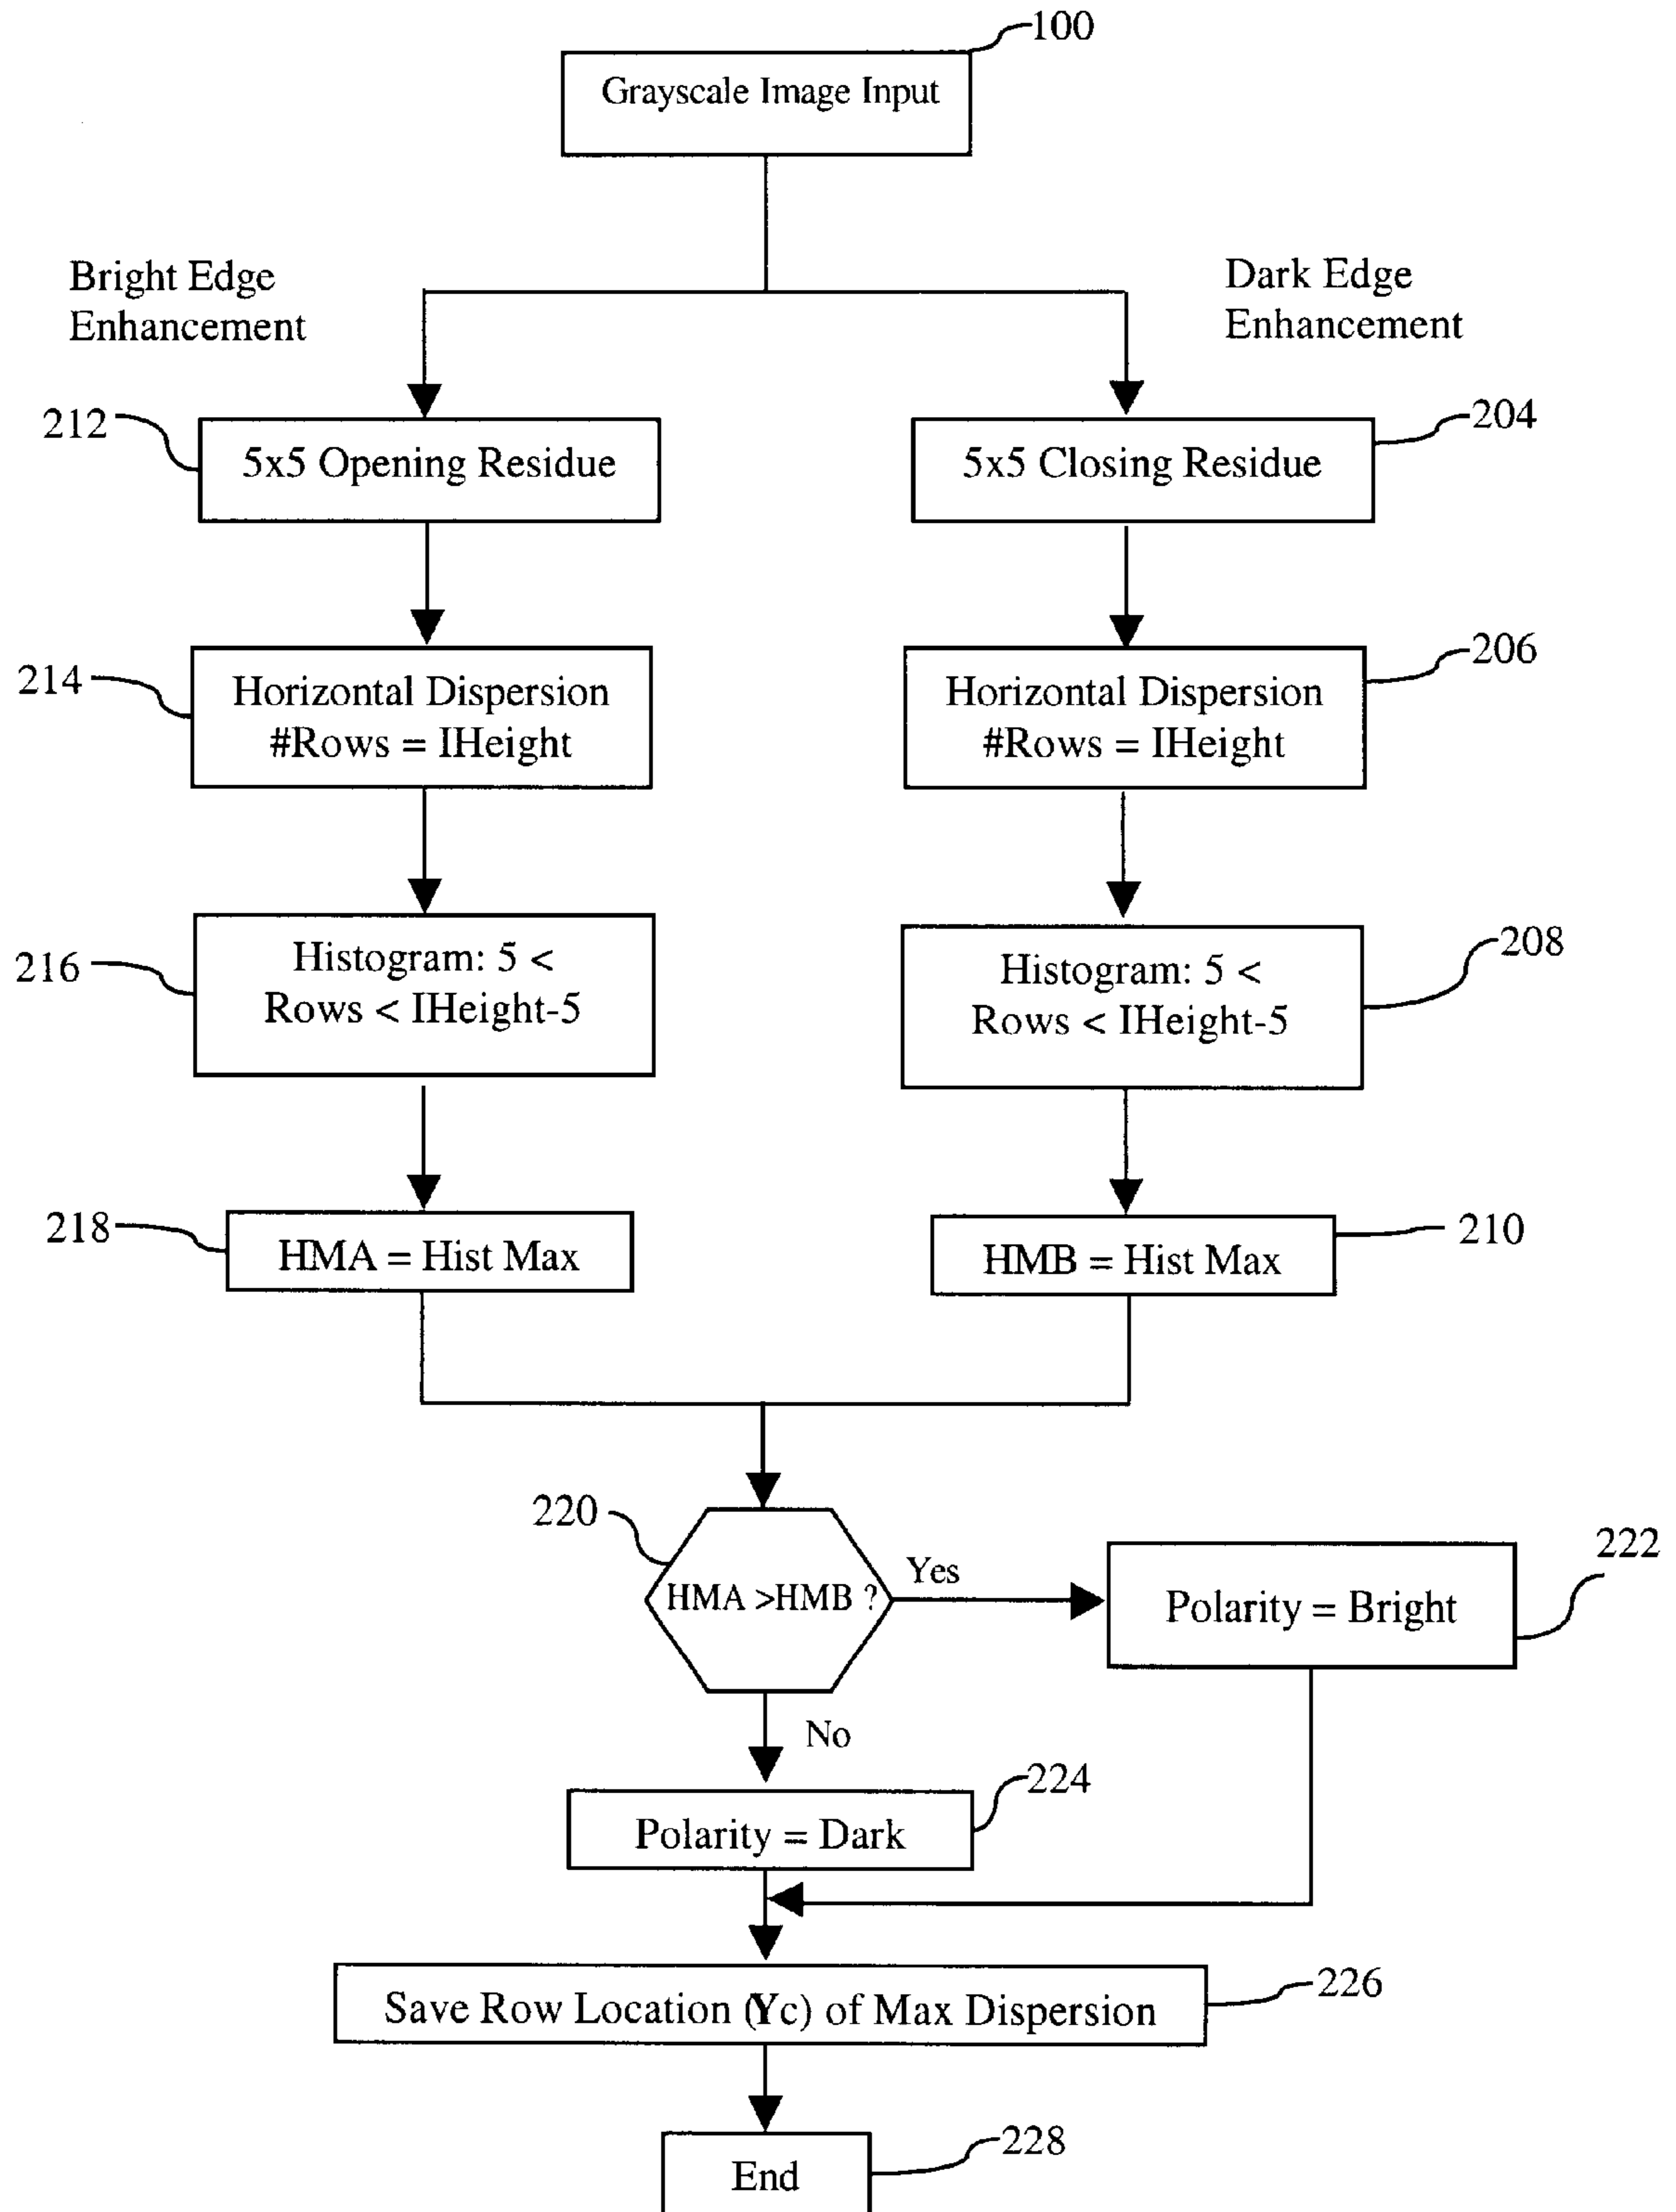 100
Grayscale Image Input
Bright Edge
Enhancement
Dark Edge
Enhancement
212
5x5 Opening Residue
5x5 Closing Residue
204
214
Horizontal Dispersion
#Rows = IHeight
Horizontal Dispersion
#Rows = IHeight
206
216
Histogram: 5 <
Rows < IHeight-5
Histogram: 5 <
Rows < IHeight-5
208
218
HMA = Hist Max
HMB = Hist Max
210
220
HMA >HMB ?
Yes
Polarity = Bright
222
No
Polarity = Dark
224
Save Row Location (Yc) of Max Dispersion
226
End
228